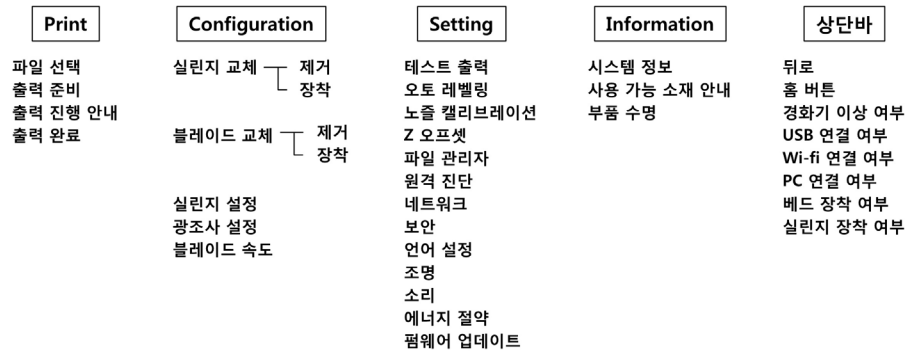 Print
파일 선택
출력 준비
출력 진행 안내
출력 완료
Configuration
실린지 교체
제거
장착
블레이드 교체
제거
장착
실린지 설정
광조사 설정
블레이드 속도
Setting
테스트 출력
오토 레벨링
노즐 캘리브레이션
Z 오프셋
파일 관리자
원격 진단
네트워크
보안
언어 설정
조명
소리
에너지 절약
펌웨어 업데이트
Information
시스템 정보
사용 가능 소재 안내
부품 수명
상단바
뒤로
홈 버튼
경화기 이상 여부
USB 연결 여부
Wi-fi 연결 여부
PC 연결 여부
베드 장착 여부
실린지 장착 여부